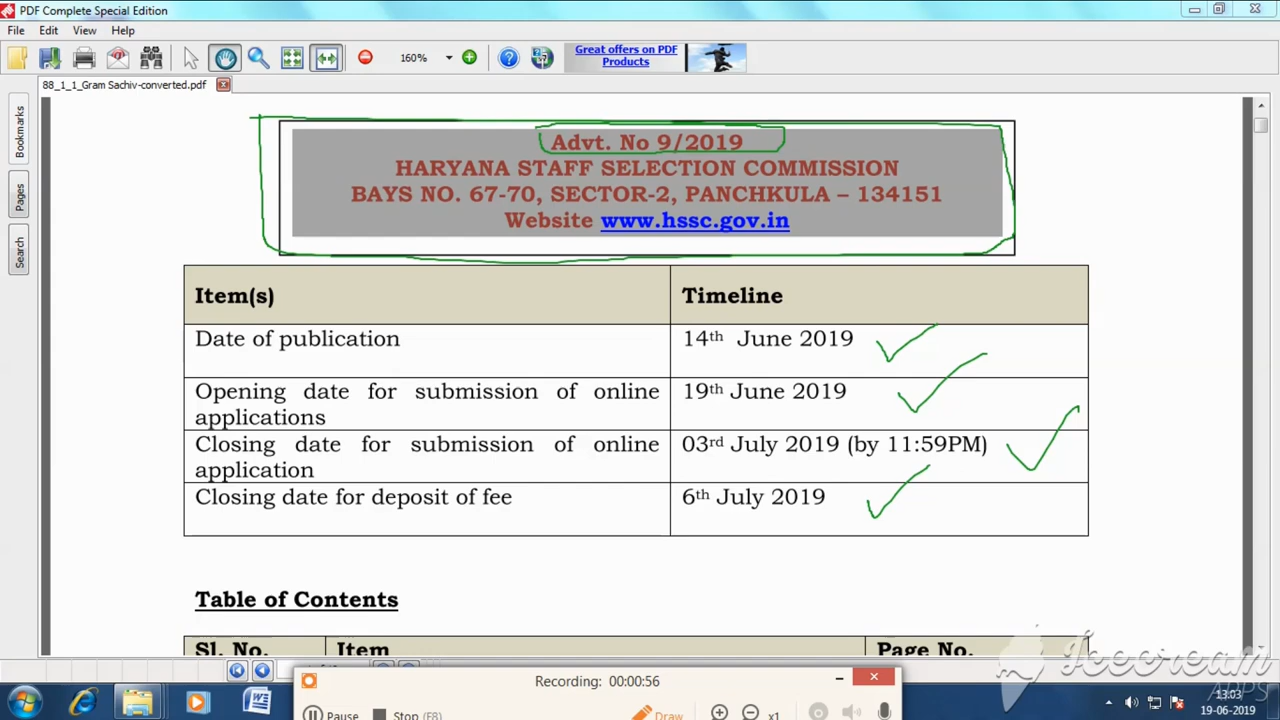 PDF Complete Special Edition
File Edit View Help
160%
Great offers on PDF
Products
88_1_1_Gram Sachiv-converted.pdf
Bookmarks
Pages
Search
Advt. No 9/2019
HARYANA STAFF SELECTION COMMISSION
BAYS NO. 67-70, SECTOR-2, PANCHKULA – 134151
Website www.hssc.gov.in
Item(s) Timeline
Date of publication 14th June 2019
Opening date for submission of online 19th June 2019
applications
Closing date for submission of online 03rd July 2019 (by 11:59PM)
application
Closing date for deposit of fee 6th July 2019
Table of Contents
Sl. No. Item Page No.
Recording: 00:00:56
Pause Stop (F8) Draw x1
Icecream
APPS
13:03
19-06-2019